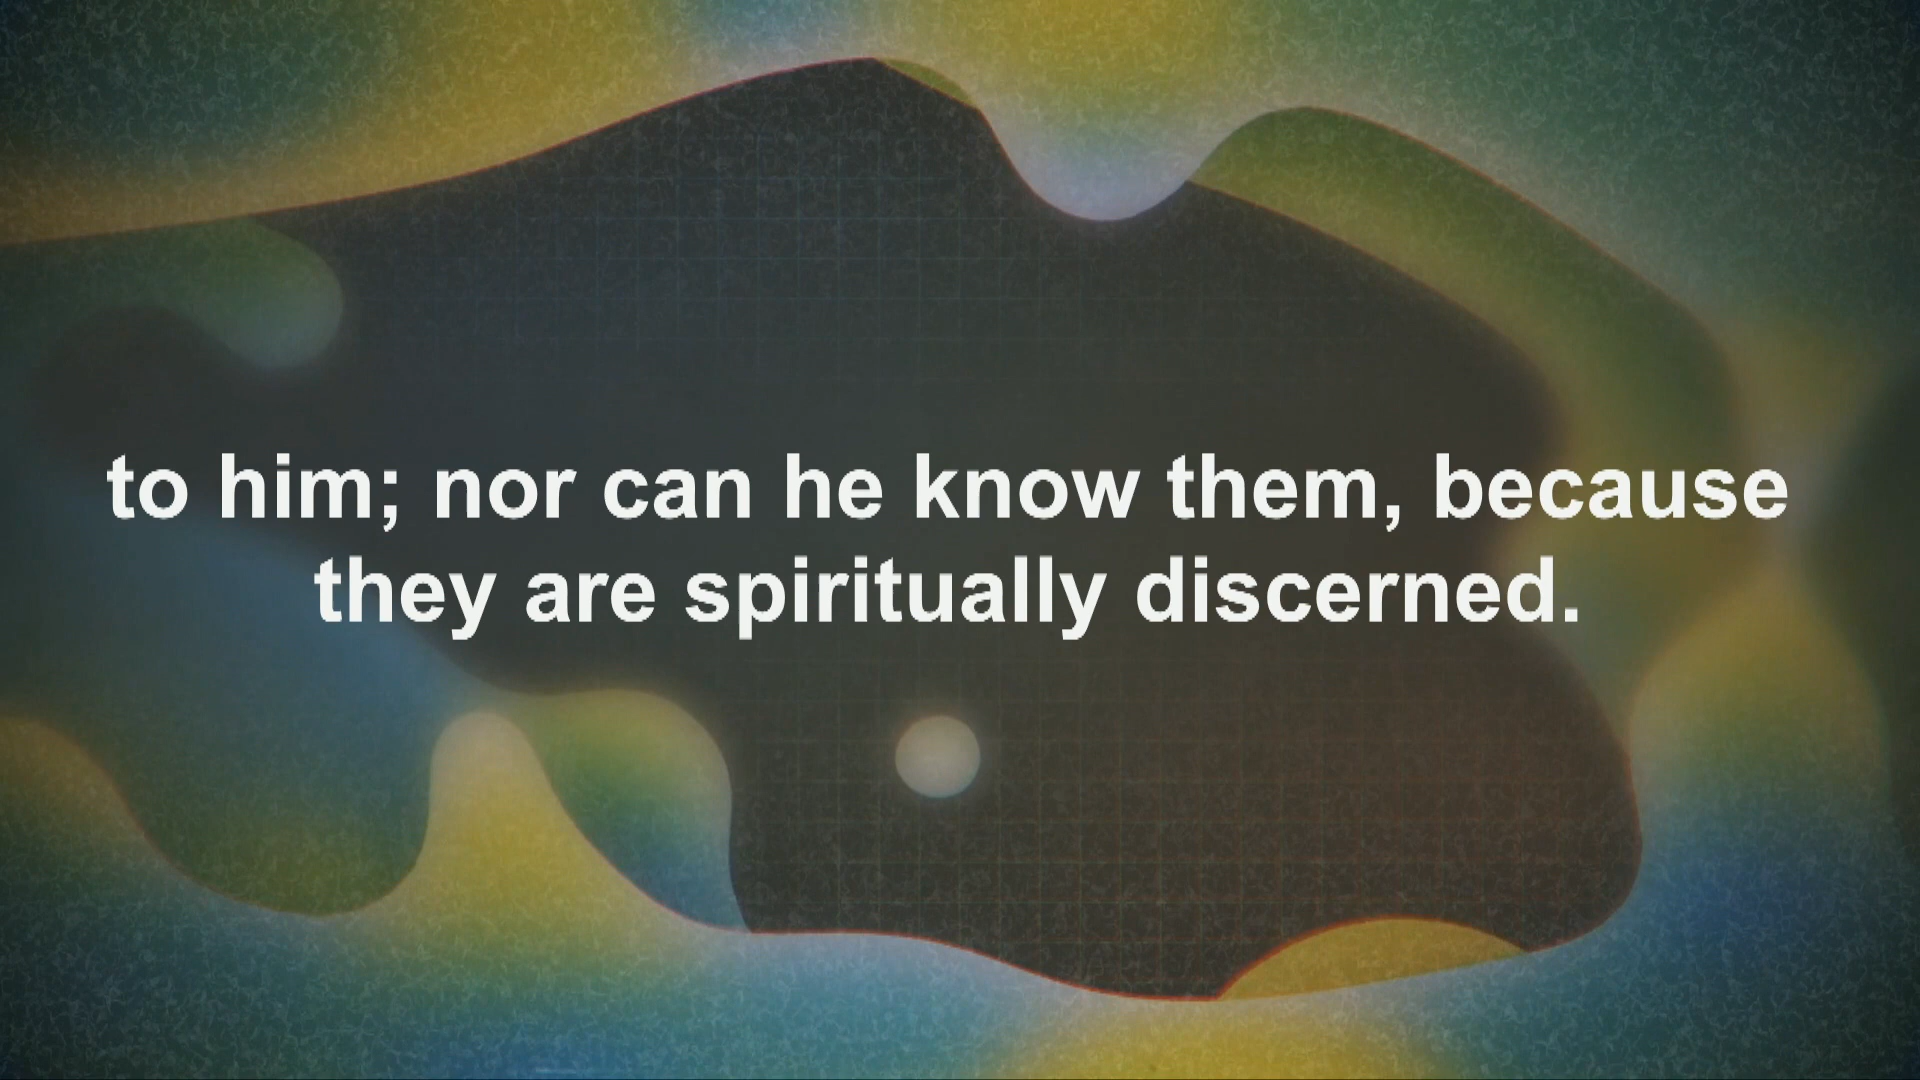 to him; nor can he know them, because
they are spiritually discerned.